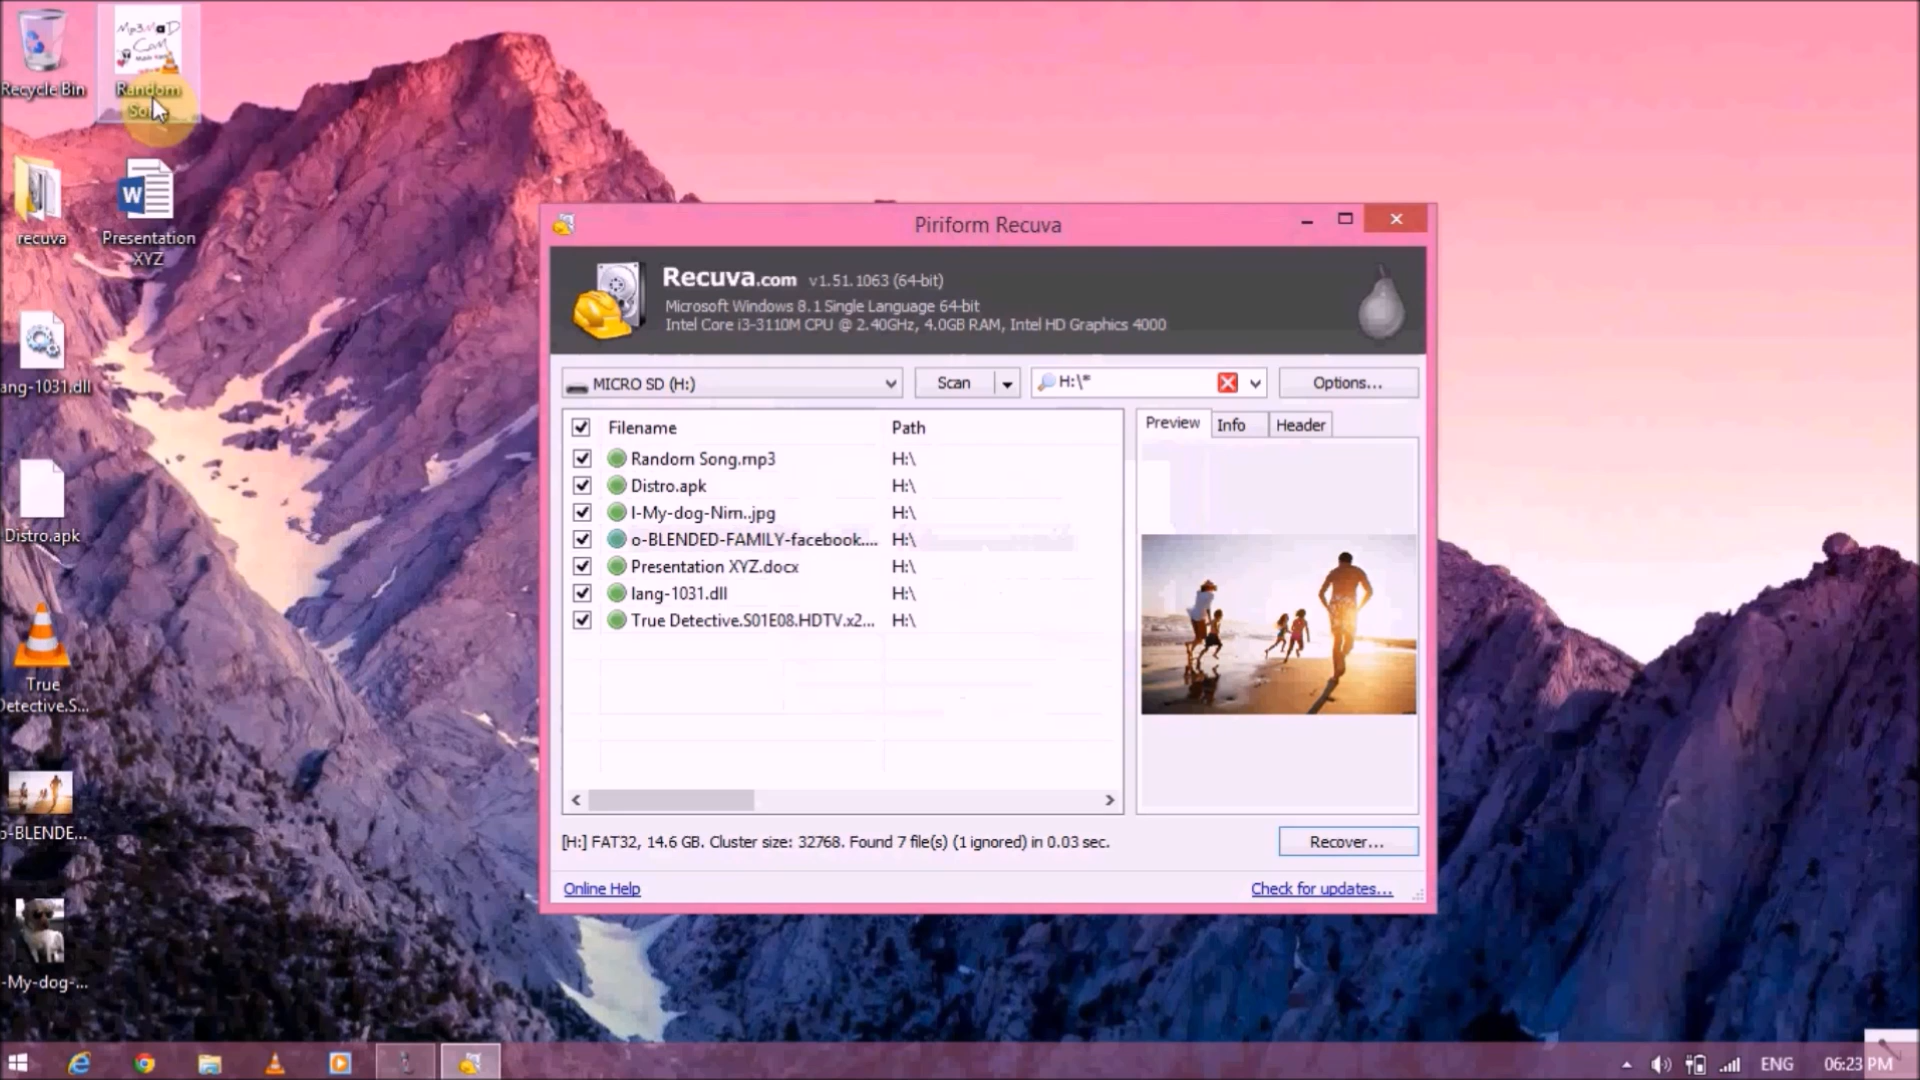 Recycle Bin
Random
recuva
Presentation
XYZ
ang-1031.dll
Distro.apk
True
Detective.S...
o-BLENDE...
-My-dog-...
Piriform Recuva
Recuva.com v1.51.1063 (64-bit)
Microsoft Windows 8.1 Single Language 64-bit
Intel Core i3-3110M CPU @ 2.40GHz, 4.0GB RAM, Intel HD Graphics 4000
MICRO SD (H:)
Scan
H:\*
Options...
Filename Path
Random Song.mp3 H:\
Distro.apk H:\
I-My-dog-Nim..jpg H:\
o-BLENDED-FAMILY-facebook.... H:\
Presentation XYZ.docx H:\
lang-1031.dll H:\
True Detective.S01E08.HDTV.x2... H:\
Preview Info Header
[H:] FAT32, 14.6 GB. Cluster size: 32768. Found 7 file(s) (1 ignored) in 0.03 sec.
Recover...
Online Help
Check for updates...
ENG 06:23 PM